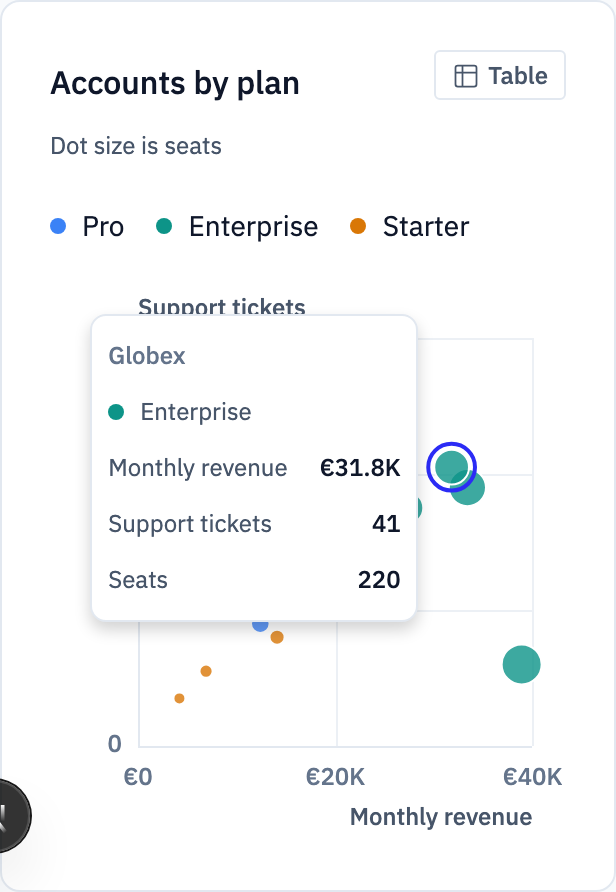 Accounts by plan
Table
Dot size is seats
Pro
Enterprise
Starter
Support tickets
Globex
Enterprise
Monthly revenue €31.8K
Support tickets 41
Seats 220
0
€0 €20K €40K
Monthly revenue